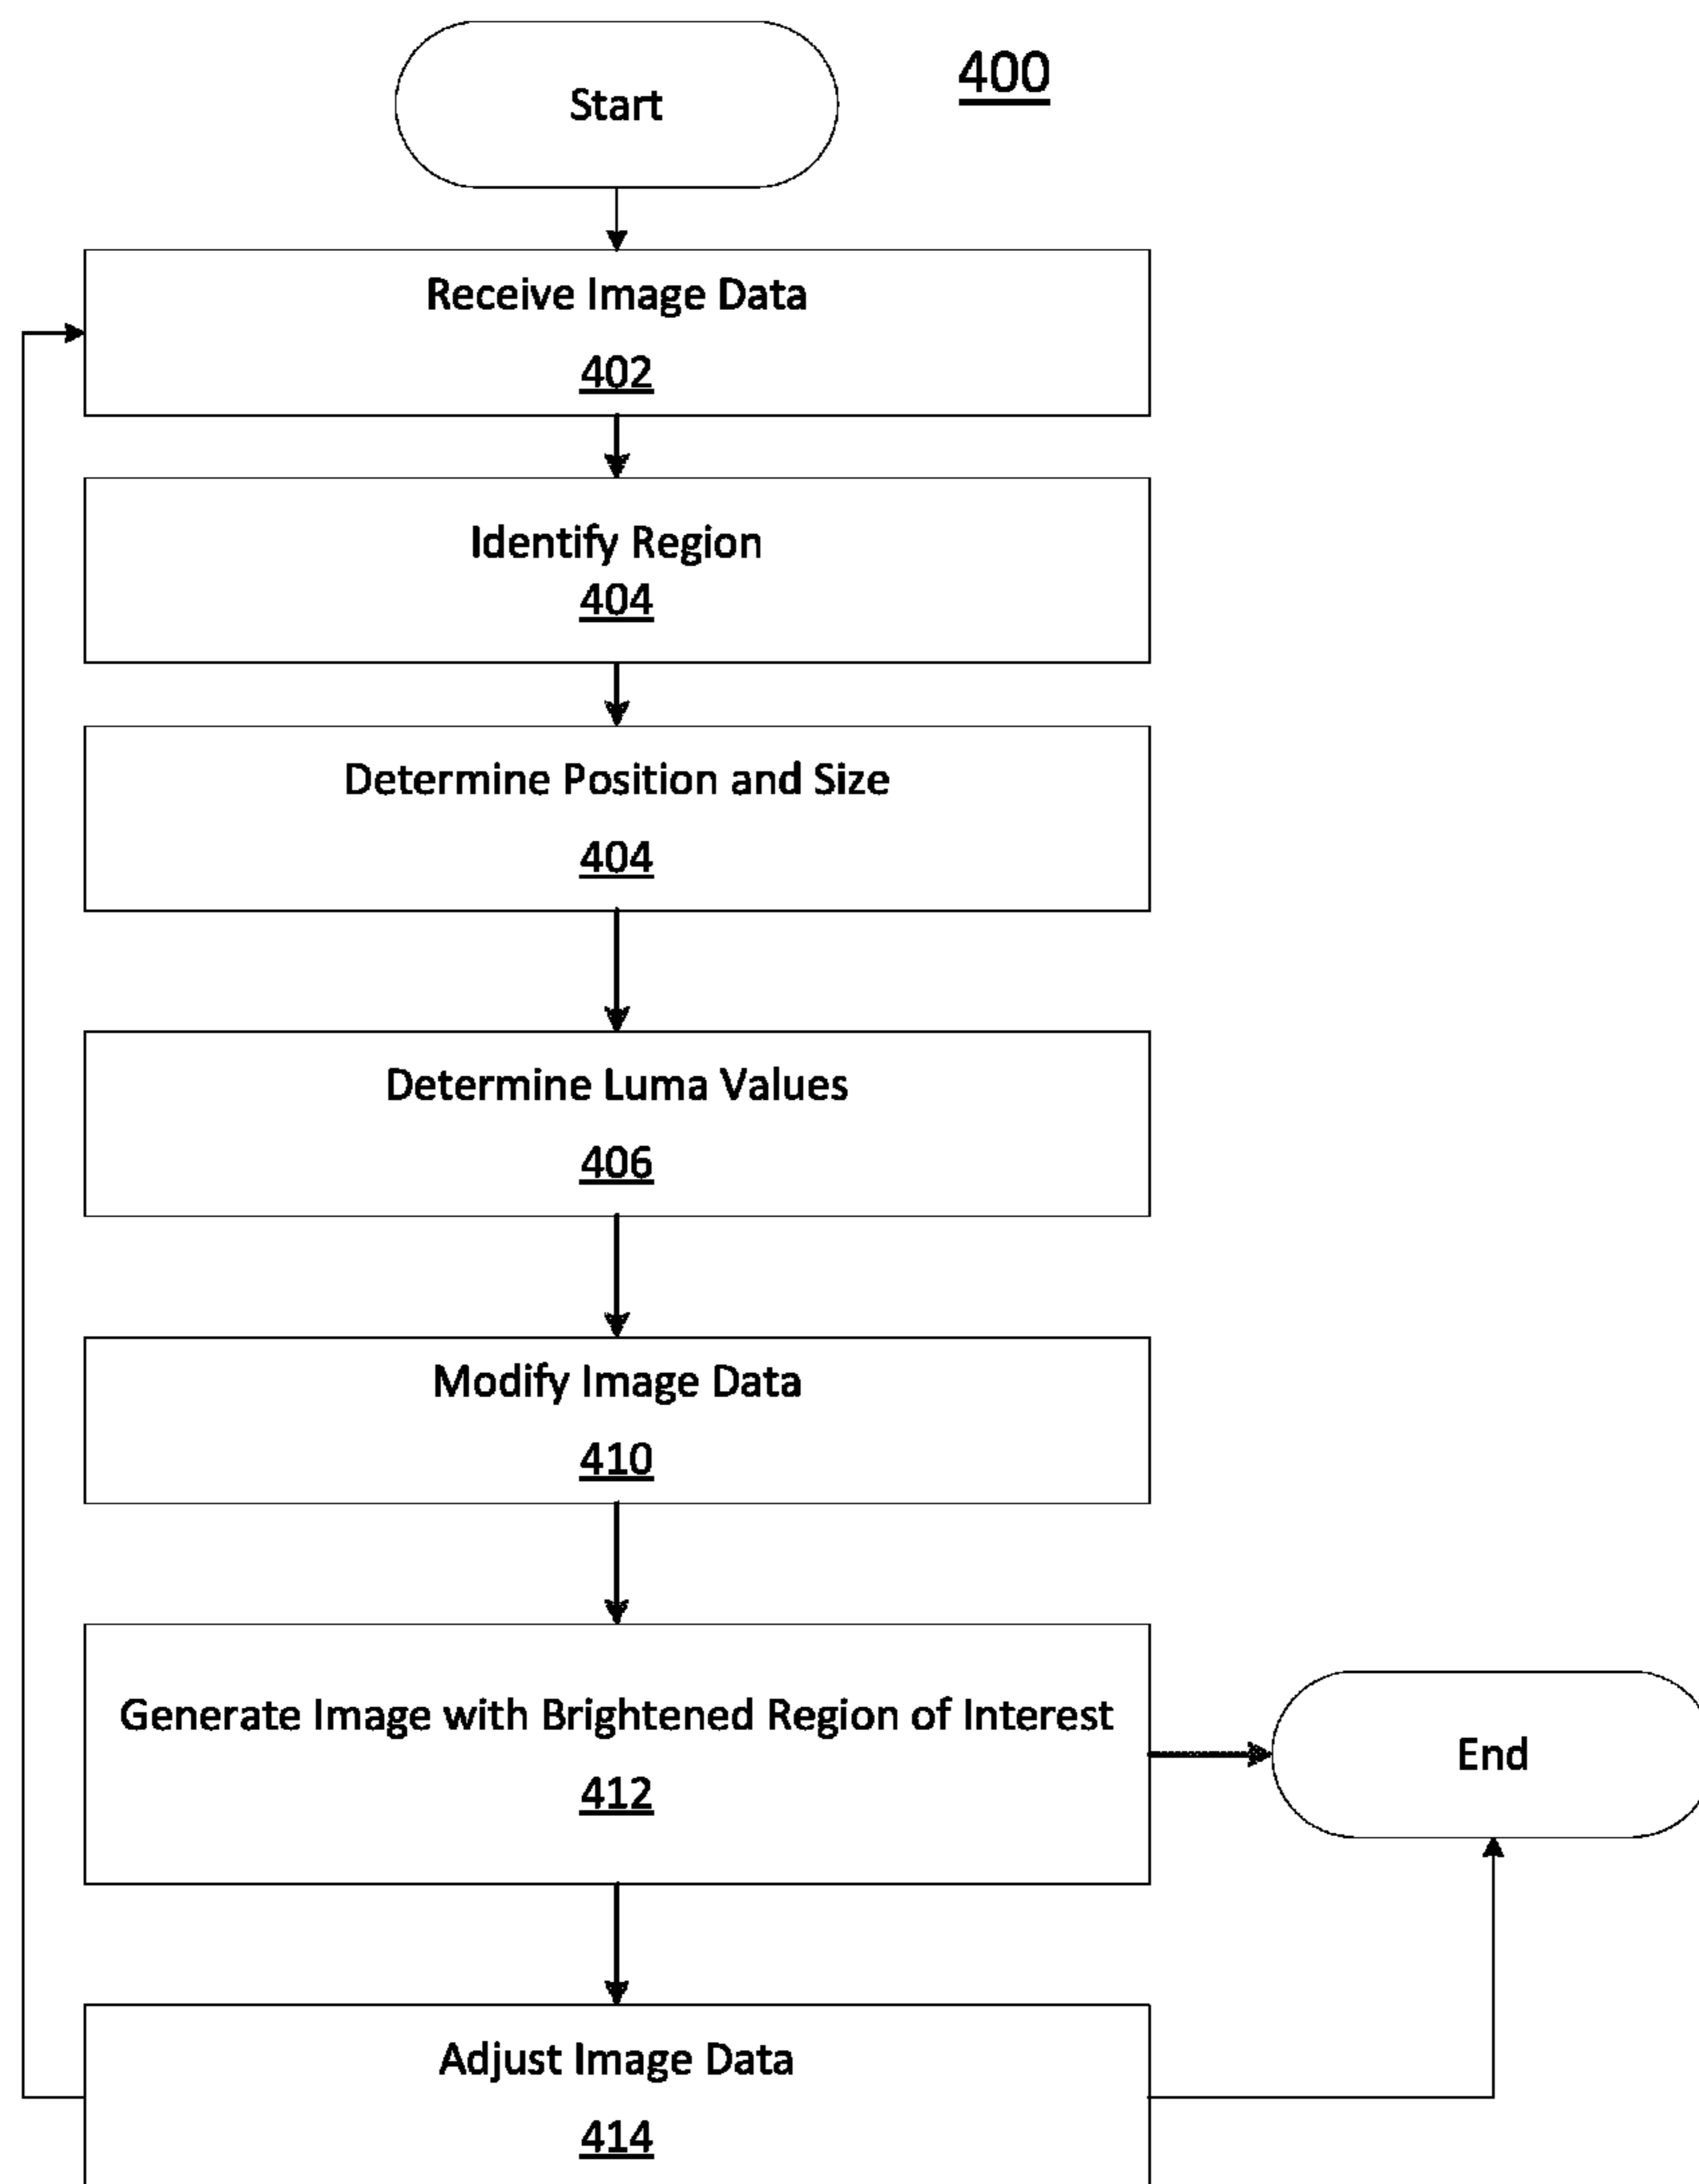 Start
400
Receive Image Data
402
Identify Region
404
Determine Position and Size
404
Determine Luma Values
406
Modify Image Data
410
Generate Image with Brightened Region of Interest
412
End
Adjust Image Data
414